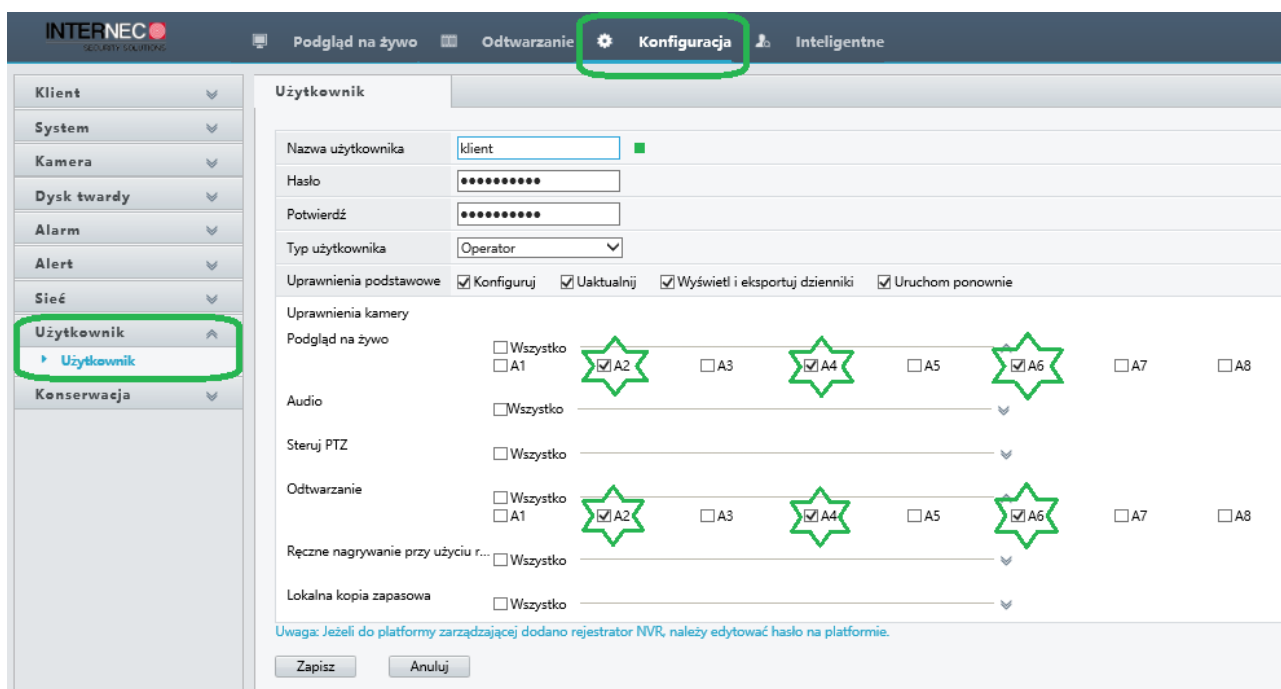 INTERNEC
SECURITY SOLUTIONS
Podgląd na żywo Odtwarzanie Konfiguracja Inteligentne
Klient
System
Kamera
Dysk twardy
Alarm
Alert
Sieć
Użytkownik
Użytkownik
Konserwacja
Użytkownik
Nazwa użytkownika klient
Hasło ●●●●●●●●●●
Potwierdź ●●●●●●●●●●
Typ użytkownika Operator
Uprawnienia podstawowe Konfiguruj Uaktualnij Wyświetl i eksportuj dzienniki Uruchom ponownie
Uprawnienia kamery
Podgląd na żywo Wszystko
A1 A2 A3 A4 A5 A6 A7 A8
Audio Wszystko
Steruj PTZ Wszystko
Odtwarzanie Wszystko
A1 A2 A3 A4 A5 A6 A7 A8
Ręczne nagrywanie przy użyciu r... Wszystko
Lokalna kopia zapasowa Wszystko
Uwaga: Jeżeli do platformy zarządzającej dodano rejestrator NVR, należy edytować hasło na platformie.
Zapisz Anuluj